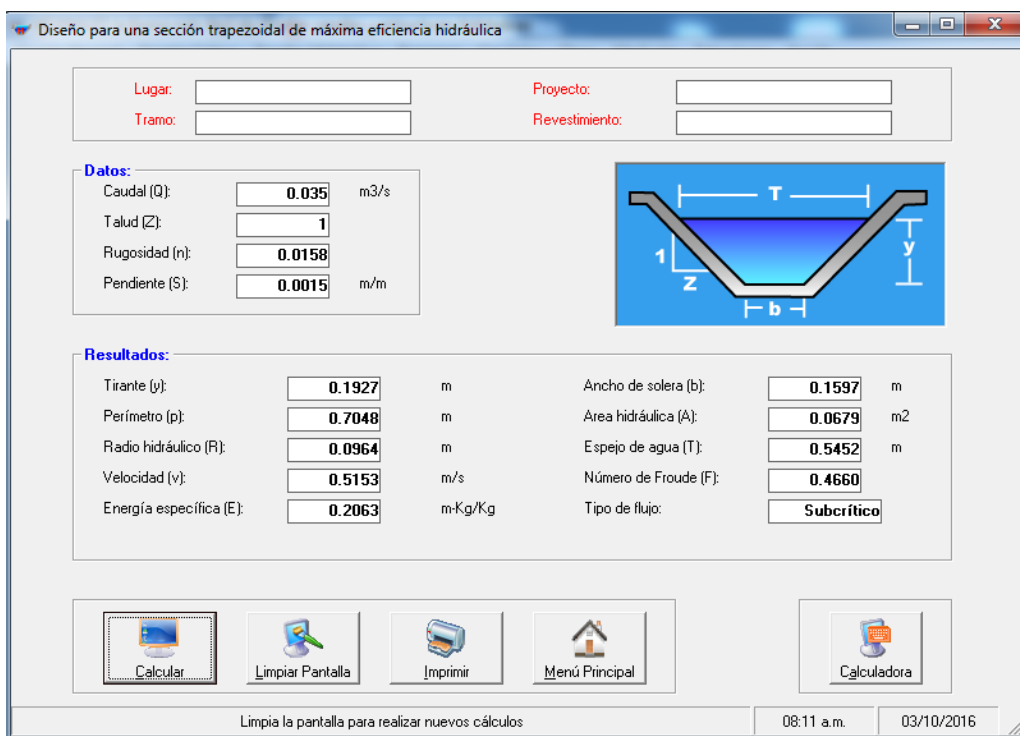 Diseño para una sección trapezoidal de máxima eficiencia hidráulica
Lugar: Proyecto:
Tramo: Revestimiento:
Datos:
Caudal (Q): 0.035 m3/s
Talud (Z): 1
Rugosidad (n): 0.0158
Pendiente (S): 0.0015 m/m
T
1
Z
y
b
Resultados:
Tirante (y): 0.1927 m Ancho de solera (b): 0.1597 m
Perímetro (p): 0.7048 m Area hidráulica (A): 0.0679 m2
Radio hidráulico (R): 0.0964 m Espejo de agua (T): 0.5452 m
Velocidad (v): 0.5153 m/s Número de Froude (F): 0.4660
Energía específica (E): 0.2063 m-Kg/Kg Tipo de flujo: Subcrítico
Calcular Limpiar Pantalla Imprimir Menú Principal Calculadora
Limpia la pantalla para realizar nuevos cálculos 08:11 a.m. 03/10/2016